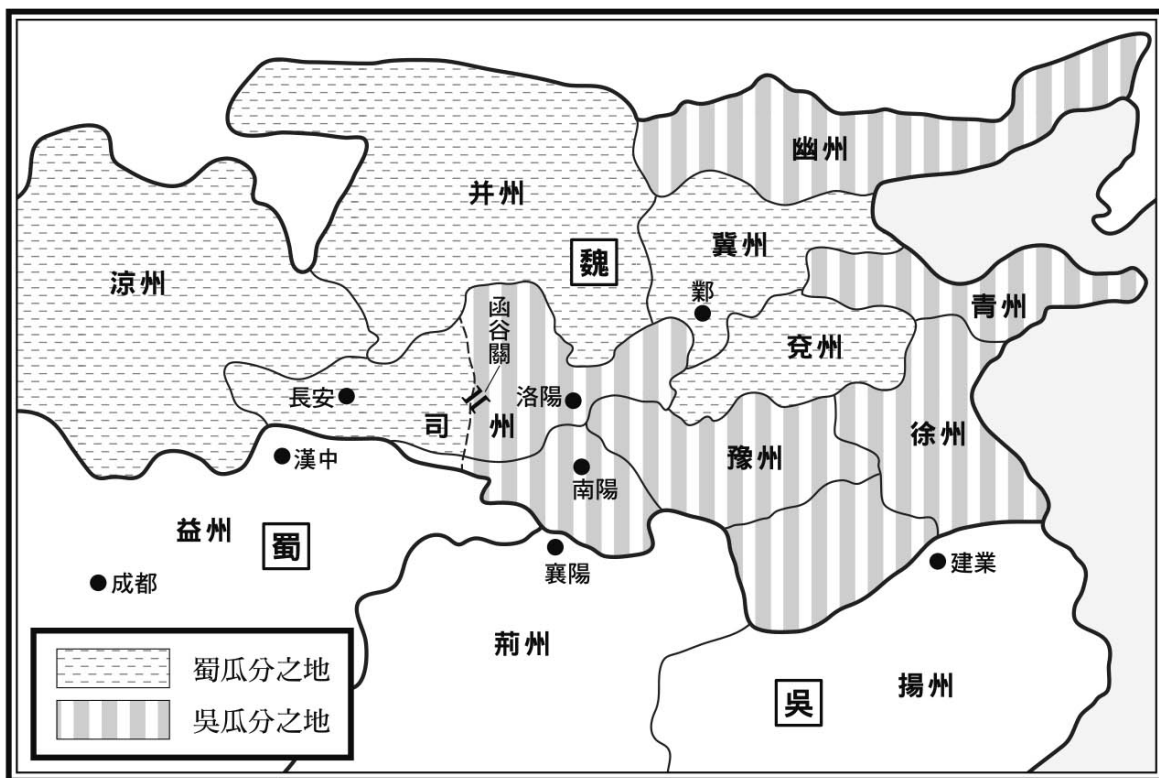 幽州
并州
冀州
魏
涼州
鄴
青州
函谷關
兗州
長安
洛陽
司州
徐州
豫州
漢中
南陽
益州
蜀
襄陽
建業
成都
荊州
揚州
吳
蜀瓜分之地
吳瓜分之地